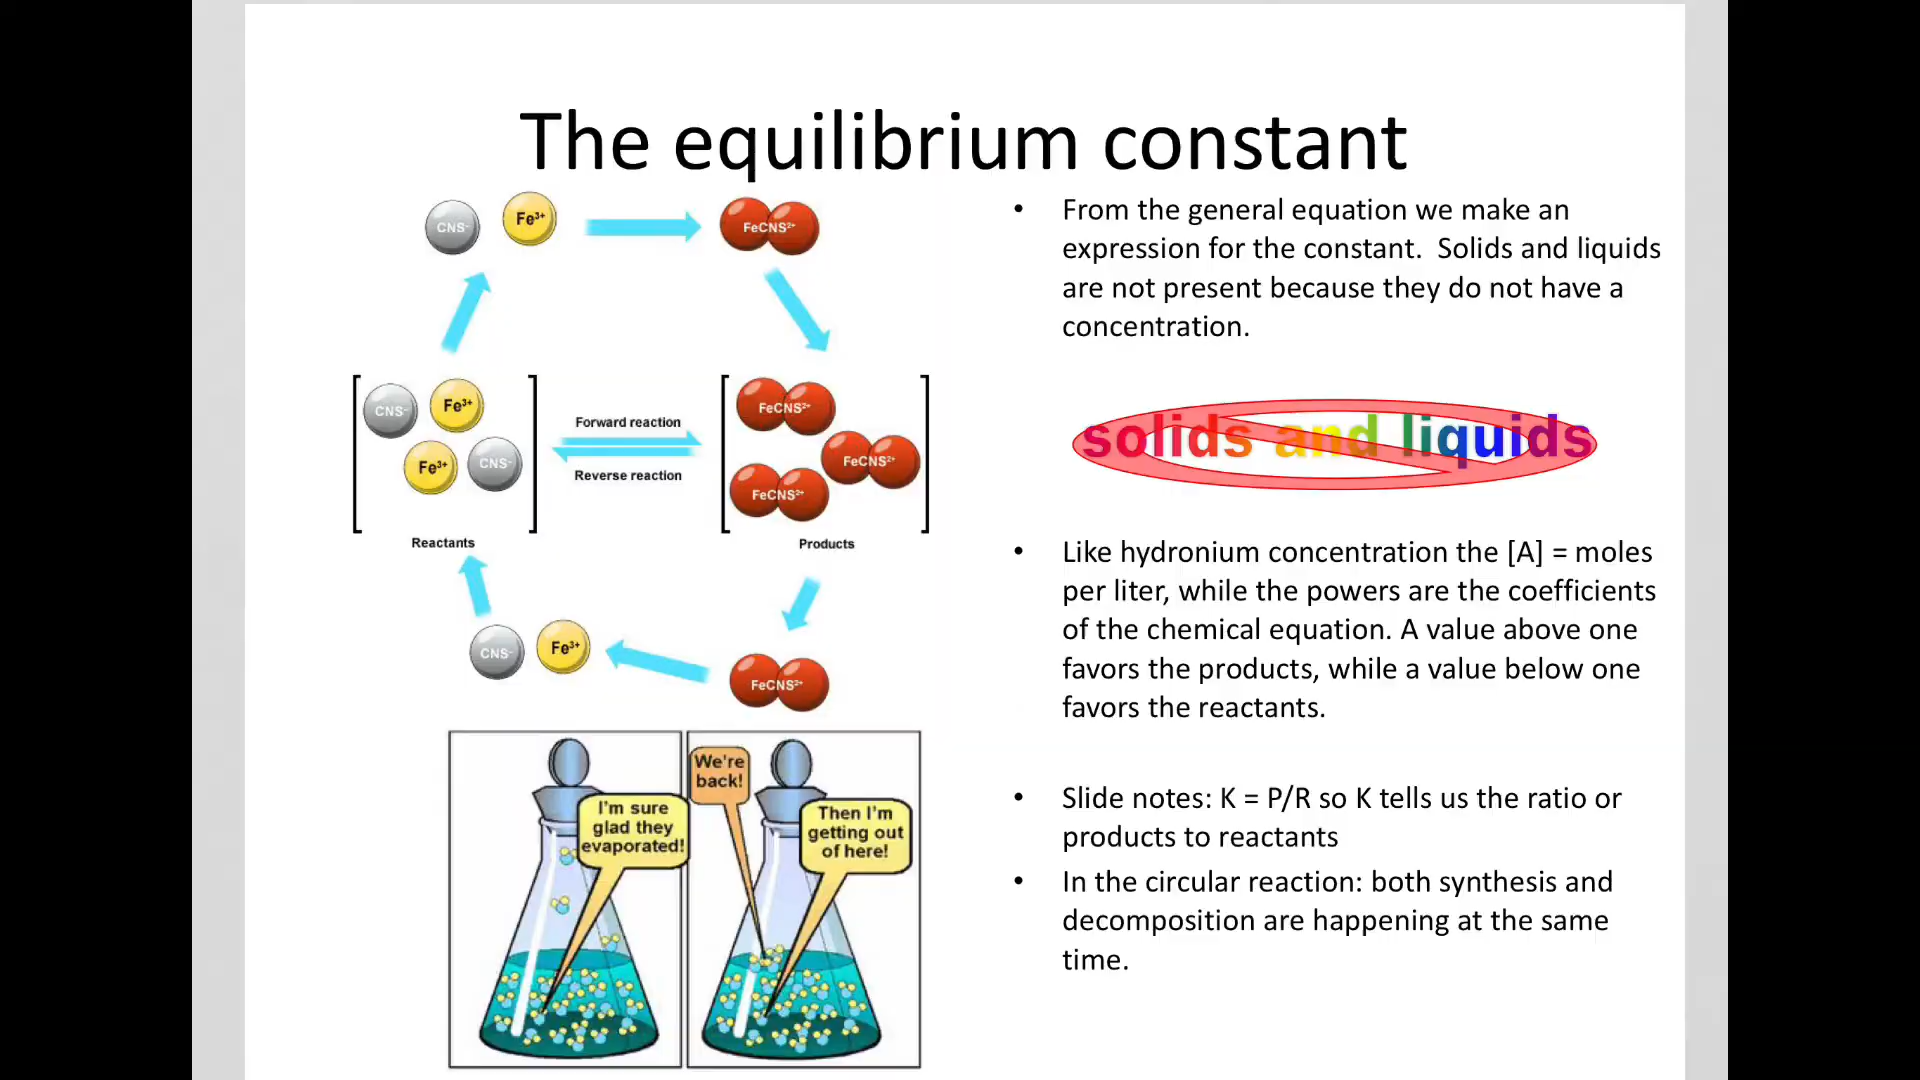 The equilibrium constant
CNS⁻ Fe³⁺ FeCNS²⁺
CNS⁻ Fe³⁺
Fe³⁺ CNS⁻
Forward reaction
Reverse reaction
FeCNS²⁺
FeCNS²⁺
FeCNS²⁺
Reactants
Products
CNS⁻ Fe³⁺
FeCNS²⁺
I'm sure
glad they
evaporated!
We're
back!
Then I'm
getting out
of here!
• From the general equation we make an
expression for the constant. Solids and liquids
are not present because they do not have a
concentration.
solids and liquids
• Like hydronium concentration the [A] = moles
per liter, while the powers are the coefficients
of the chemical equation. A value above one
favors the products, while a value below one
favors the reactants.
• Slide notes: K = P/R so K tells us the ratio or
products to reactants
• In the circular reaction: both synthesis and
decomposition are happening at the same
time.